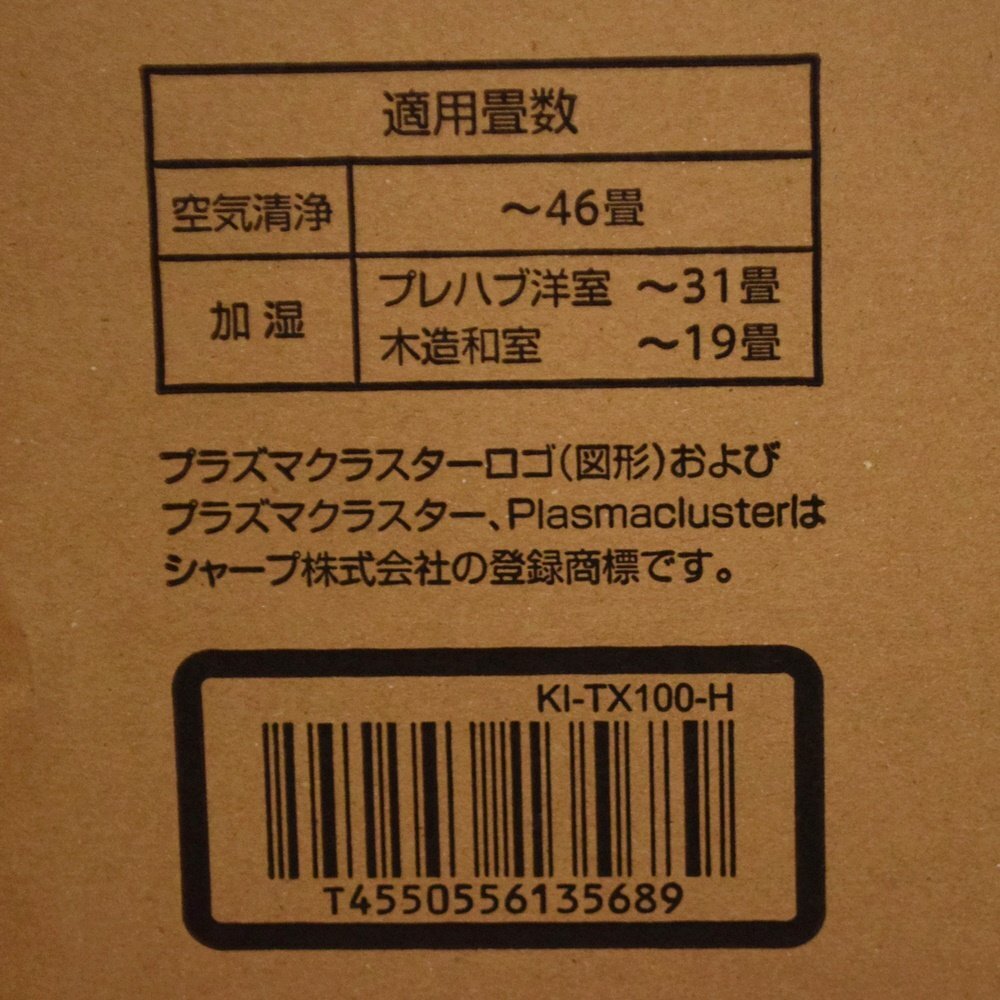 適用畳数
空気清浄 ～46畳
加湿 プレハブ洋室 ～31畳
木造和室 ～19畳
プラズマクラスターロゴ(図形)および
プラズマクラスター、Plasmaclusterは
シャープ株式会社の登録商標です。
KI-TX100-H
T4550556135689